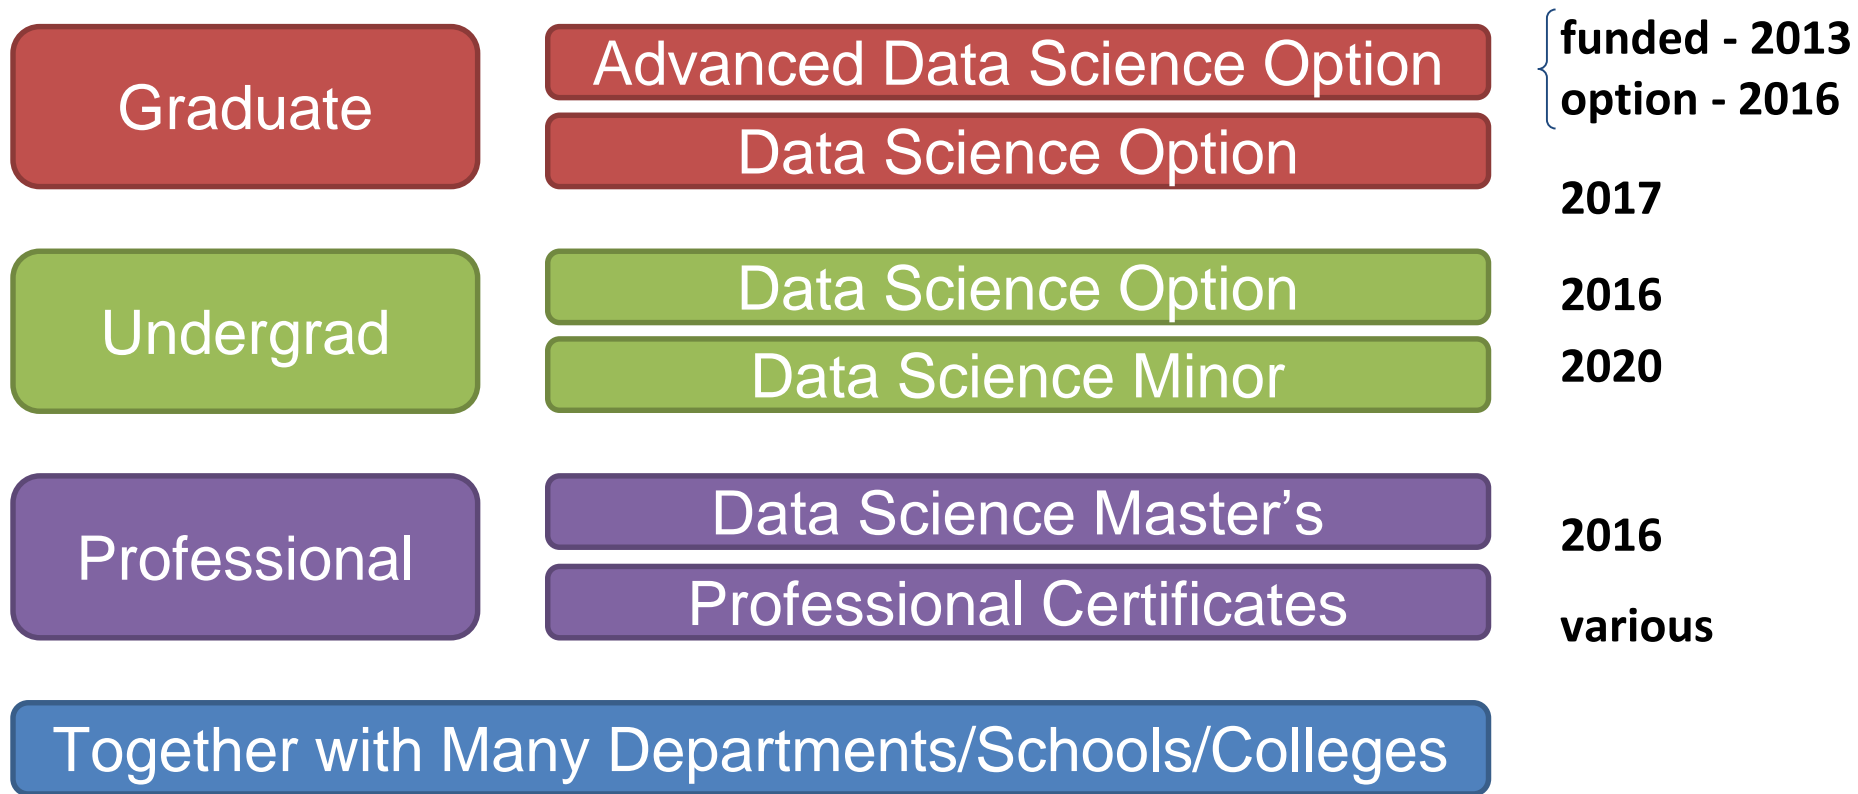 Graduate
Advanced Data Science Option
funded - 2013
option - 2016
Data Science Option
2017
Undergrad
Data Science Option
2016
Data Science Minor
2020
Professional
Data Science Master’s
2016
Professional Certificates
various
Together with Many Departments/Schools/Colleges